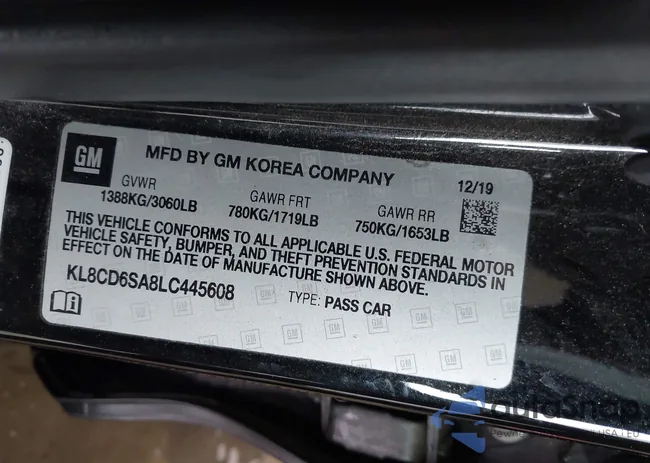 GM
MFD BY GM KOREA COMPANY
12/19
GVWR
1388KG/3060LB
GAWR FRT
780KG/1719LB
GAWR RR
750KG/1653LB
THIS VEHICLE CONFORMS TO ALL APPLICABLE U.S. FEDERAL MOTOR
VEHICLE SAFETY, BUMPER, AND THEFT PREVENTION STANDARDS IN
EFFECT ON THE DATE OF MANUFACTURE SHOWN ABOVE.
KL8CD6SA8LC445608
TYPE: PASS CAR